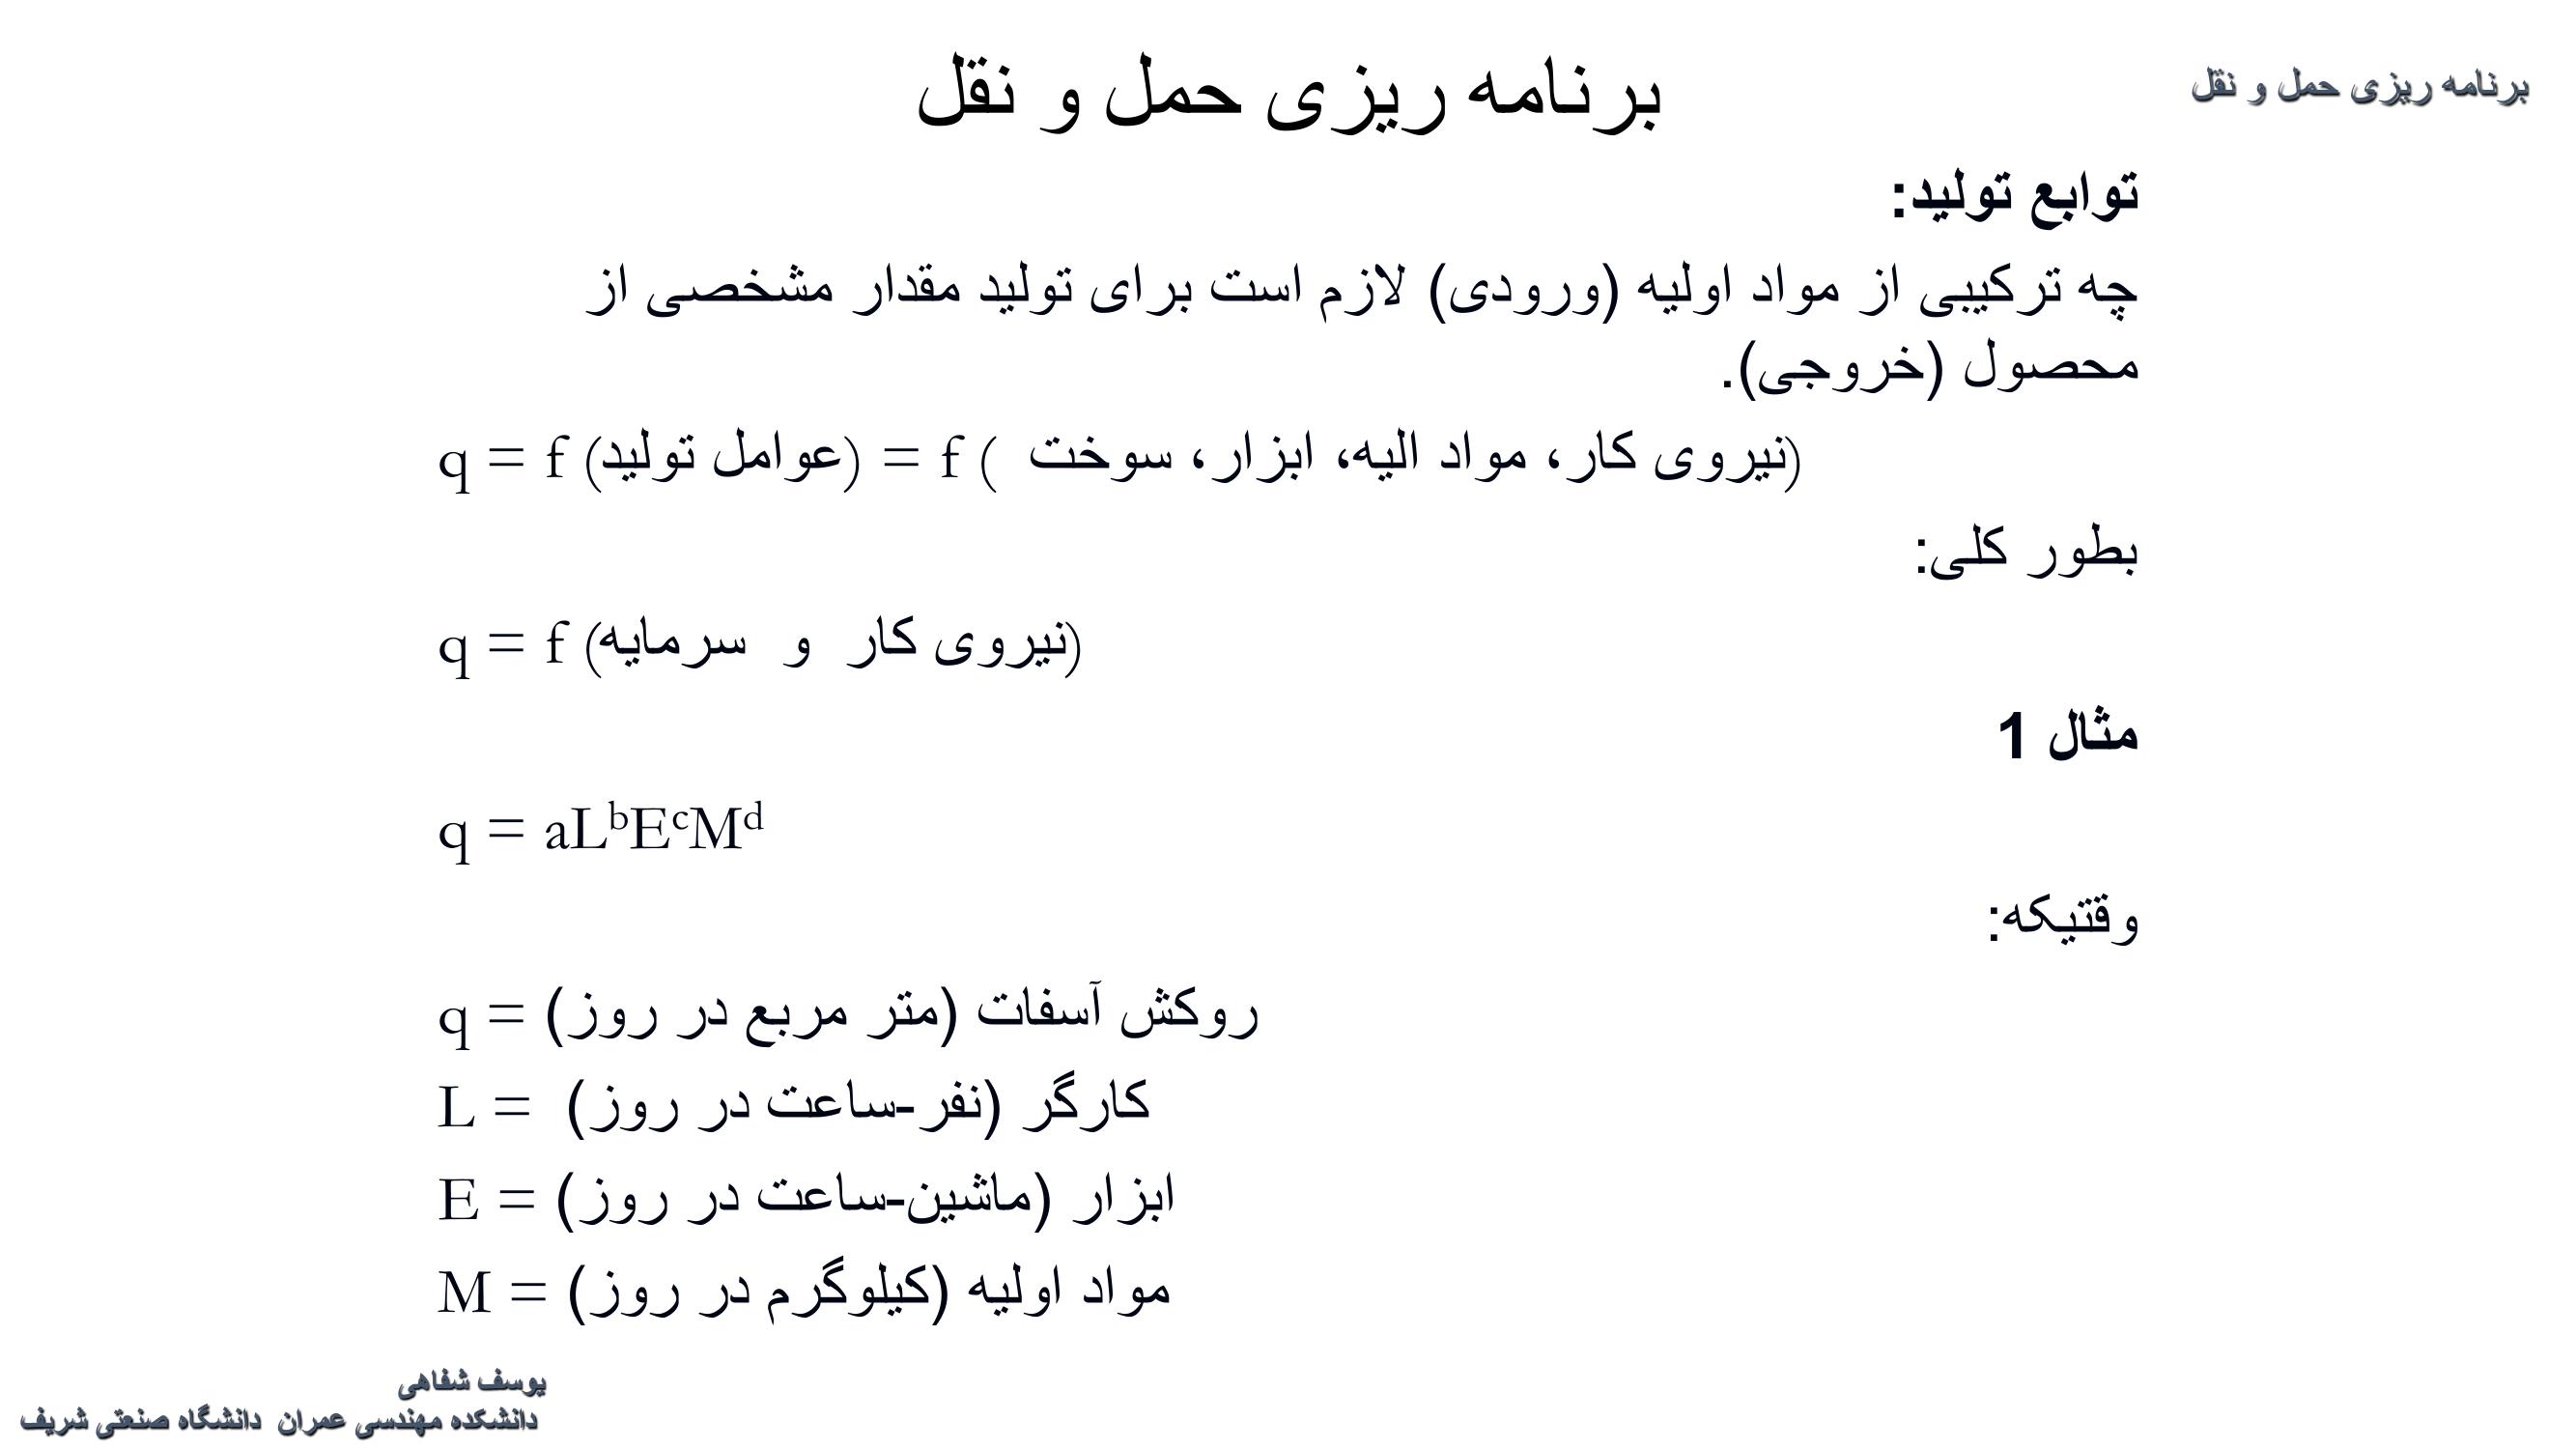 برنامه ریزی حمل و نقل
برنامه ریزی حمل و نقل
توابع تولید:
چه ترکیبی از مواد اولیه (ورودی) لازم است برای تولید مقدار مشخصی از
محصول (خروجی).
q = f (عوامل تولید) = f ( نیروی کار، مواد الیه، ابزار، سوخت)
بطور کلی:
q = f (نیروی کار و سرمایه)
مثال 1
q = aLᵇEᶜMᵈ
وقتیکه:
q = روکش آسفات (متر مربع در روز)
L = کارگر (نفر-ساعت در روز)
E = ابزار (ماشین-ساعت در روز)
M = مواد اولیه (کیلوگرم در روز)
یوسف شفاهی
دانشکده مهندسی عمران دانشگاه صنعتی شریف